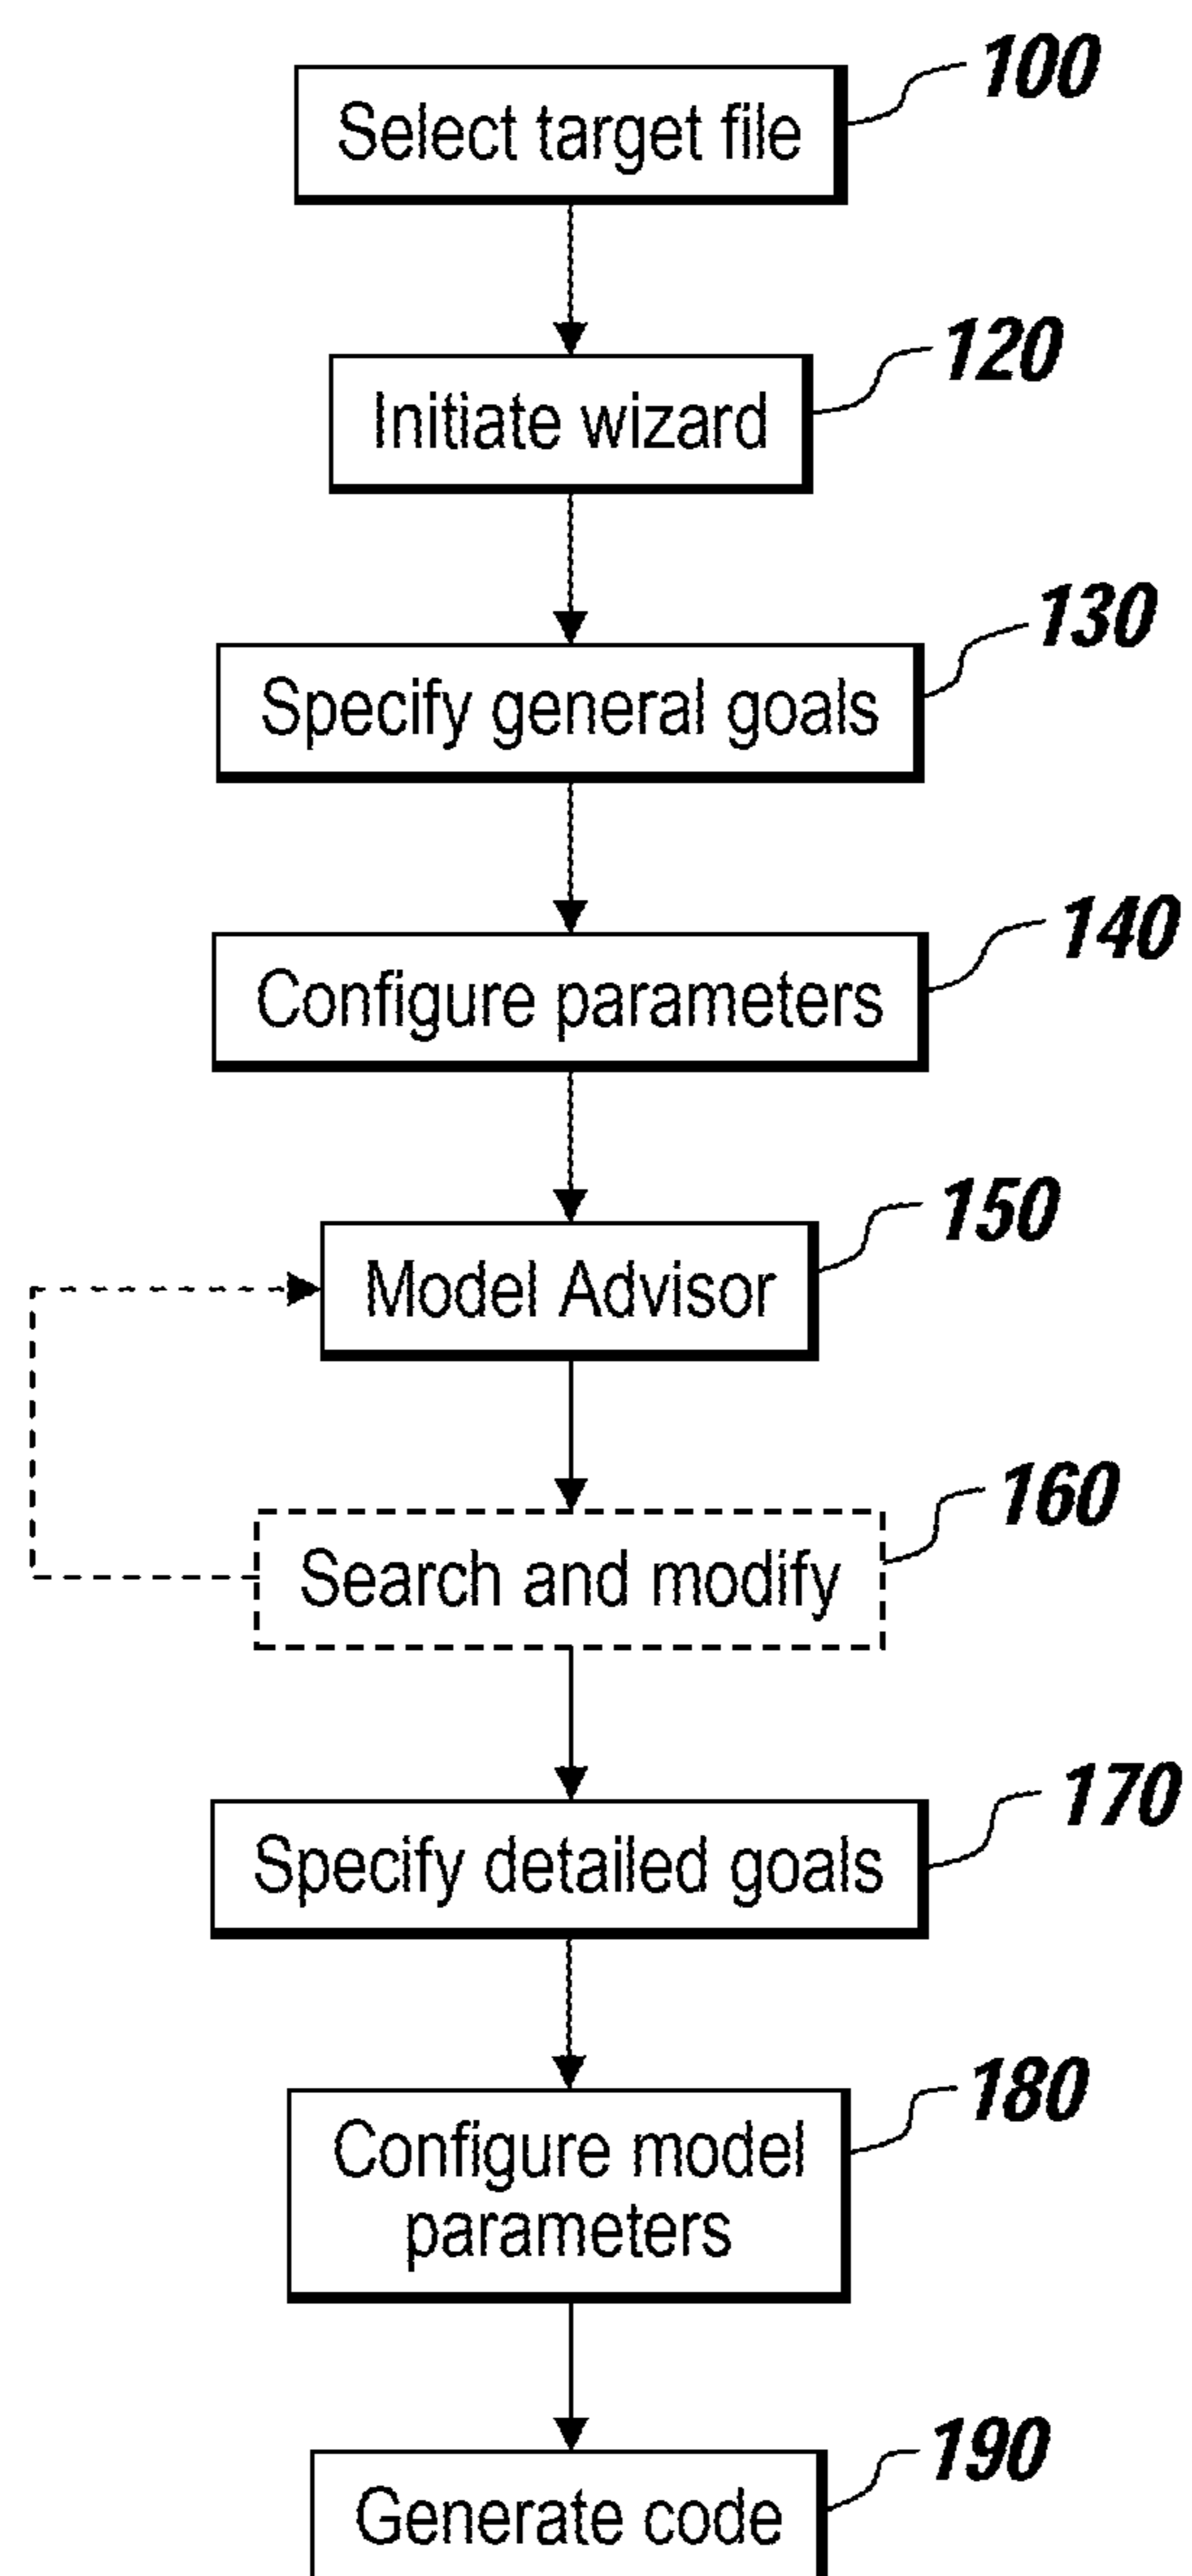 100
Select target file
120
Initiate wizard
130
Specify general goals
140
Configure parameters
150
Model Advisor
160
Search and modify
170
Specify detailed goals
180
Configure model
parameters
190
Generate code